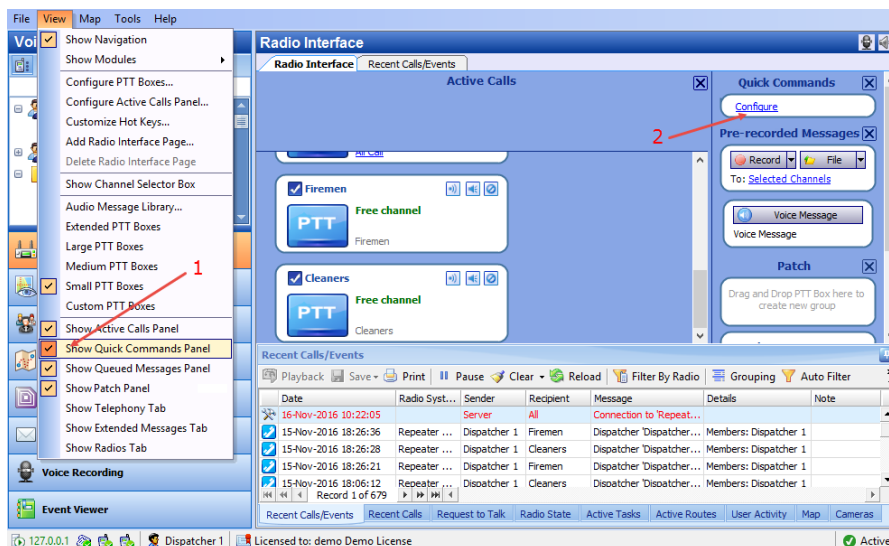 File View Map Tools Help
Voi
Show Navigation
Show Modules
Configure PTT Boxes...
Configure Active Calls Panel...
Customize Hot Keys...
Add Radio Interface Page...
Delete Radio Interface Page
Show Channel Selector Box
Audio Message Library...
Extended PTT Boxes
Large PTT Boxes
Medium PTT Boxes
Small PTT Boxes
Custom PTT Boxes
Show Active Calls Panel
Show Quick Commands Panel
Show Queued Messages Panel
Show Patch Panel
Show Telephony Tab
Show Extended Messages Tab
Show Radios Tab
1
Voice Recording
Event Viewer
Radio Interface
Radio Interface Recent Calls/Events
Active Calls
All Call
Firemen
PTT
Free channel
Firemen
Cleaners
PTT
Free channel
Cleaners
Quick Commands
Configure
2
Pre-recorded Messages
Record File
To: Selected Channels
Voice Message
Voice Message
Patch
Drag and Drop PTT Box here to
create new group
Recent Calls/Events
Playback Save Print Pause Clear Reload Filter By Radio Grouping Auto Filter
Date Radio Syst... Sender Recipient Message Details Note
16-Nov-2016 10:22:05 Server All Connection to 'Repeat...
15-Nov-2016 18:26:36 Repeater ... Dispatcher 1 Firemen Dispatcher 'Dispatcher... Members: Dispatcher 1
15-Nov-2016 18:26:28 Repeater ... Dispatcher 1 Cleaners Dispatcher 'Dispatcher... Members: Dispatcher 1
15-Nov-2016 18:26:21 Repeater ... Dispatcher 1 Firemen Dispatcher 'Dispatcher... Members: Dispatcher 1
15-Nov-2016 18:06:12 Repeater ... Dispatcher 1 Cleaners Dispatcher 'Dispatcher... Members: Dispatcher 1
Record 1 of 679
Recent Calls/Events Recent Calls Request to Talk Radio State Active Tasks Active Routes User Activity Map Cameras
127.0.0.1 Dispatcher 1 Licensed to: demo Demo License Active